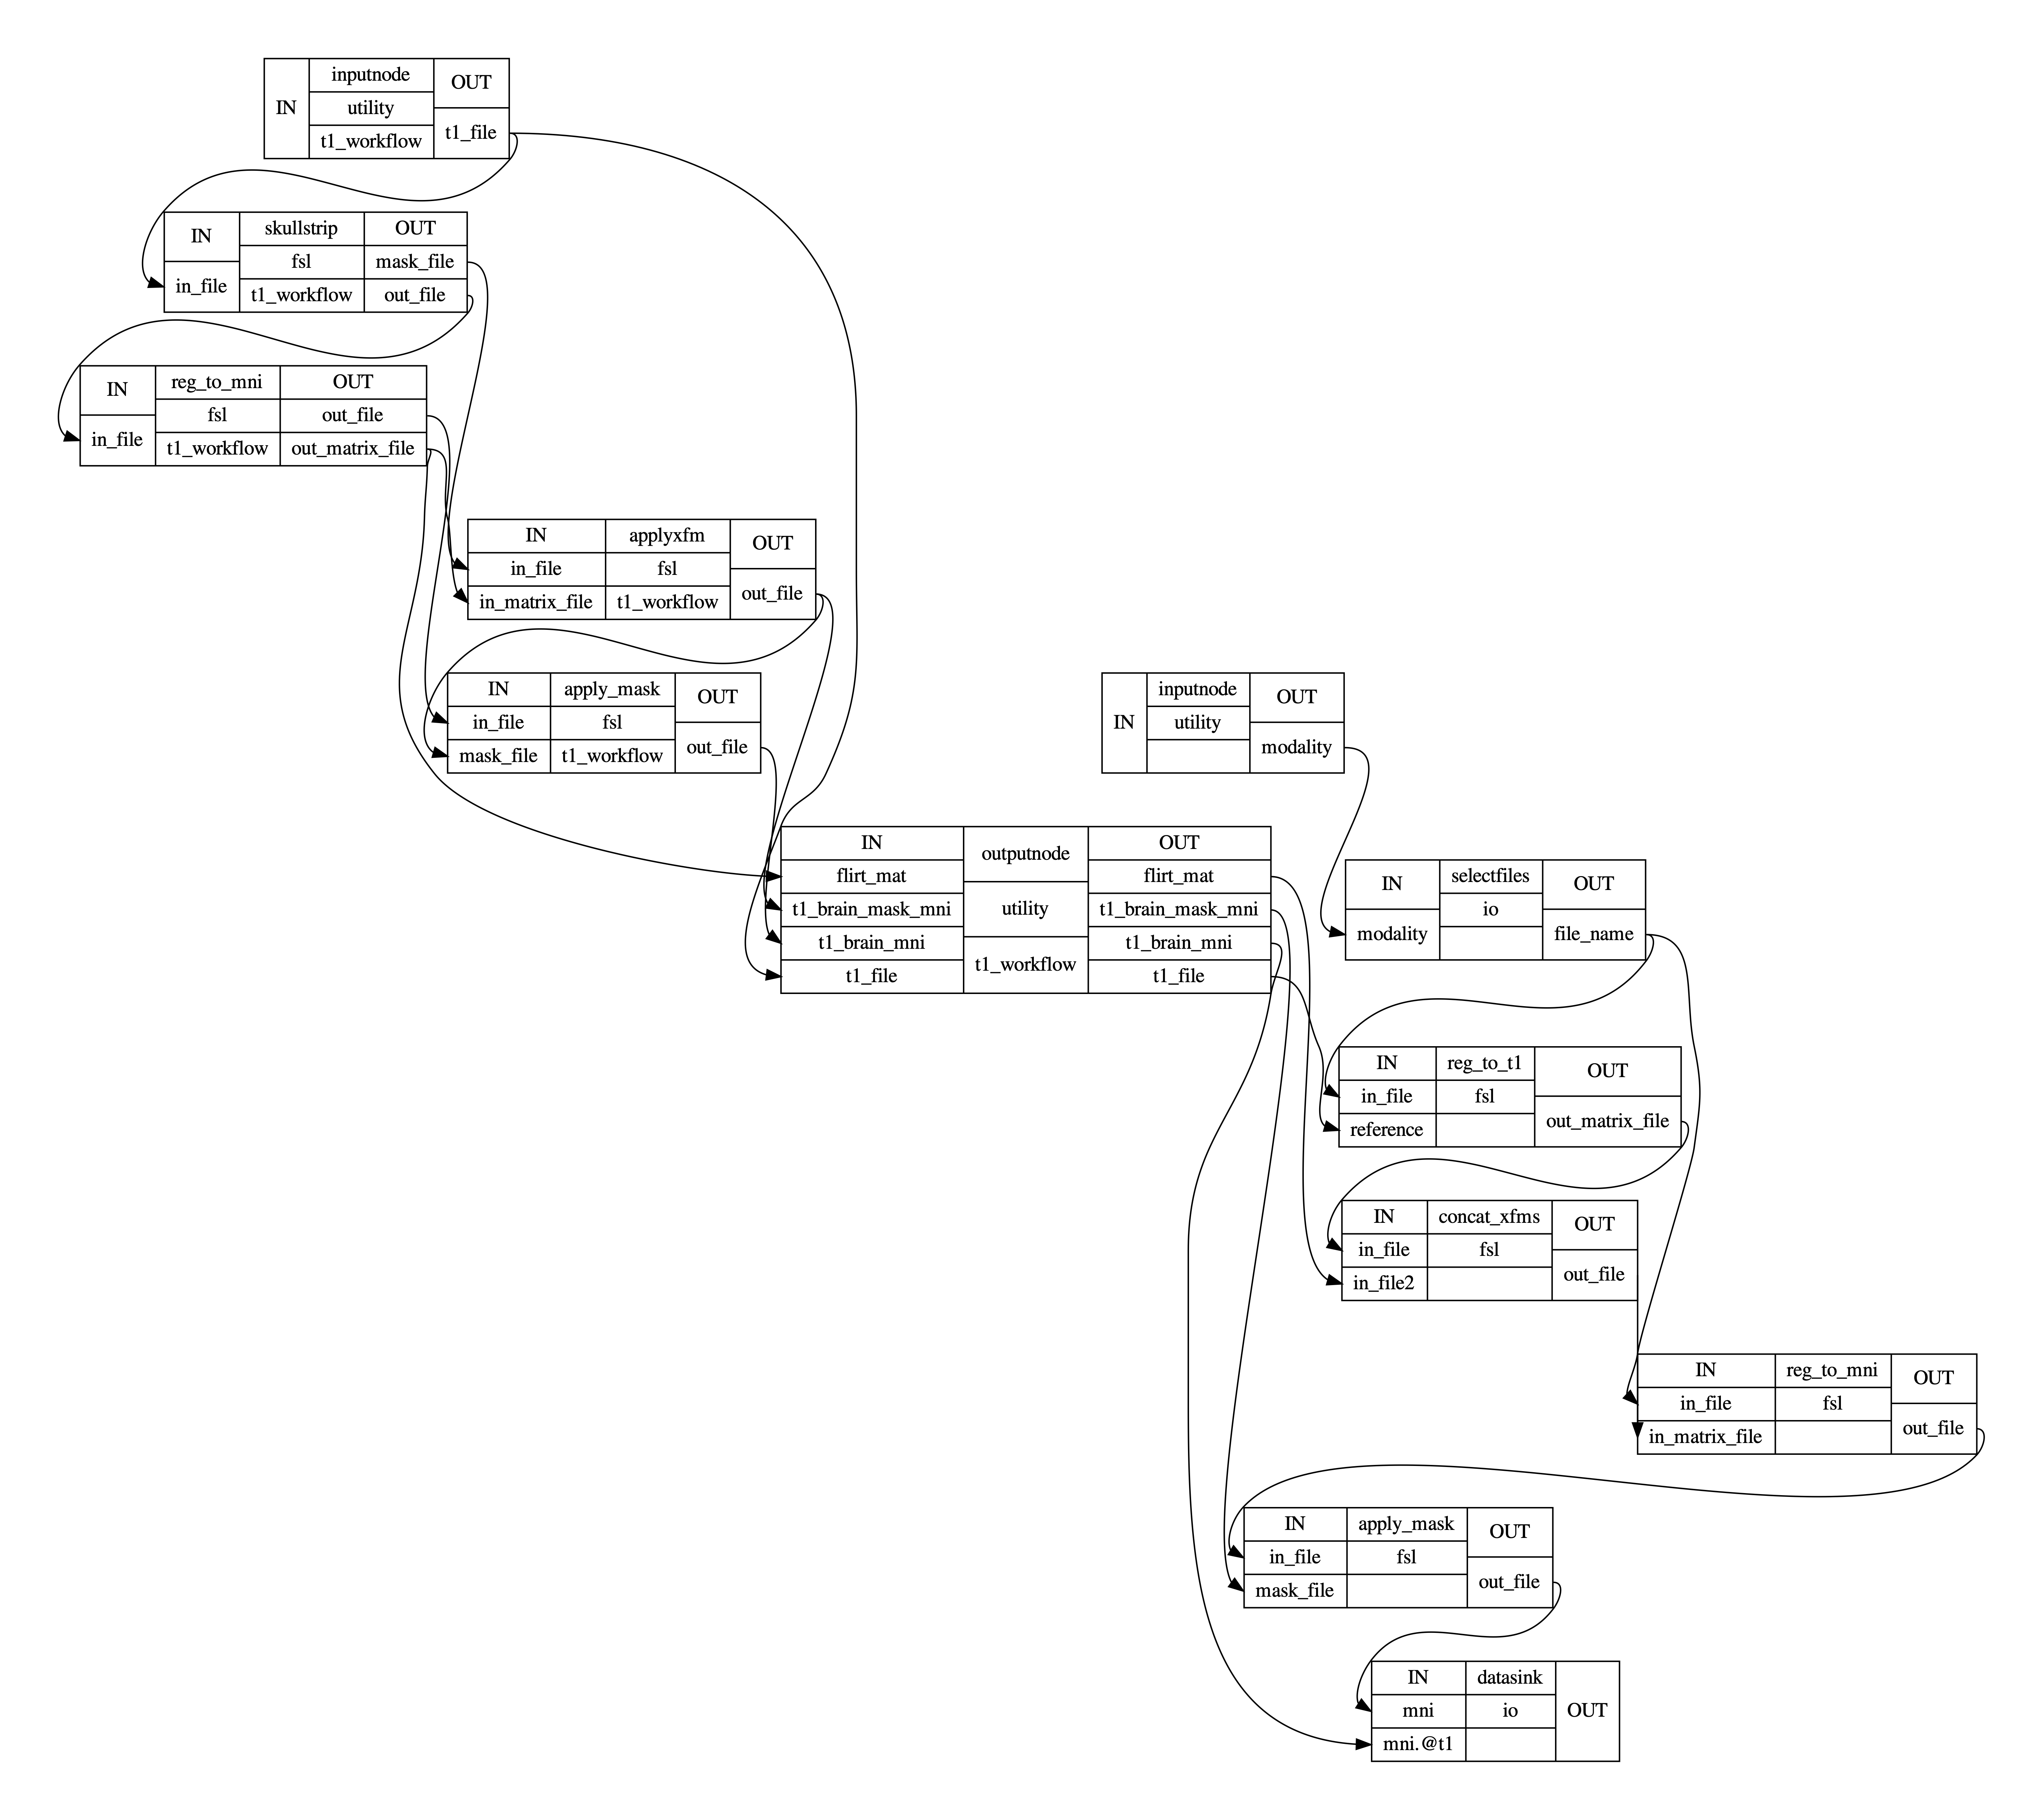 IN
inputnode
utility
t1_workflow
OUT
t1_file
IN
in_file
skullstrip
fsl
t1_workflow
OUT
mask_file
out_file
IN
in_file
reg_to_mni
fsl
t1_workflow
OUT
out_file
out_matrix_file
IN
in_file
in_matrix_file
applyxfm
fsl
t1_workflow
OUT
out_file
IN
in_file
mask_file
apply_mask
fsl
t1_workflow
OUT
out_file
IN
inputnode
utility
OUT
modality
IN
flirt_mat
t1_brain_mask_mni
t1_brain_mni
t1_file
outputnode
utility
t1_workflow
OUT
flirt_mat
t1_brain_mask_mni
t1_brain_mni
t1_file
IN
modality
selectfiles
io
OUT
file_name
IN
in_file
reference
reg_to_t1
fsl
OUT
out_matrix_file
IN
in_file
in_file2
concat_xfms
fsl
OUT
out_file
IN
in_file
in_matrix_file
reg_to_mni
fsl
OUT
out_file
IN
in_file
mask_file
apply_mask
fsl
OUT
out_file
IN
mni
mni.@t1
datasink
io
OUT